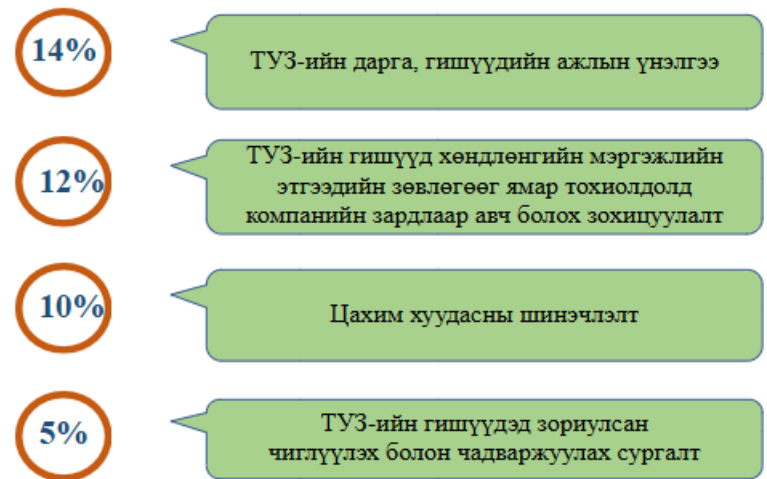 14%
ТУЗ-ийн дарга, гишүүдийн ажлын үнэлгээ
12%
ТУЗ-ийн гишүүд хөндлөнгийн мэргэжлийн
этгээдийн зөвлөгөөг ямар тохиолдолд
компанийн зардлаар авч болох зохицуулалт
10%
Цахим хуудасны шинэчлэлт
5%
ТУЗ-ийн гишүүдэд зориулсан
чиглүүлэх болон чадваржуулах сургалт